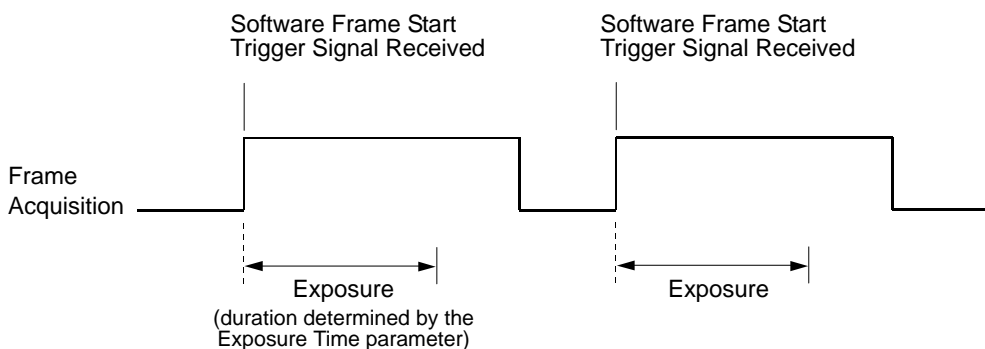 Software Frame Start
Trigger Signal Received
Software Frame Start
Trigger Signal Received
Frame
Acquisition
Exposure
(duration determined by the
Exposure Time parameter)
Exposure